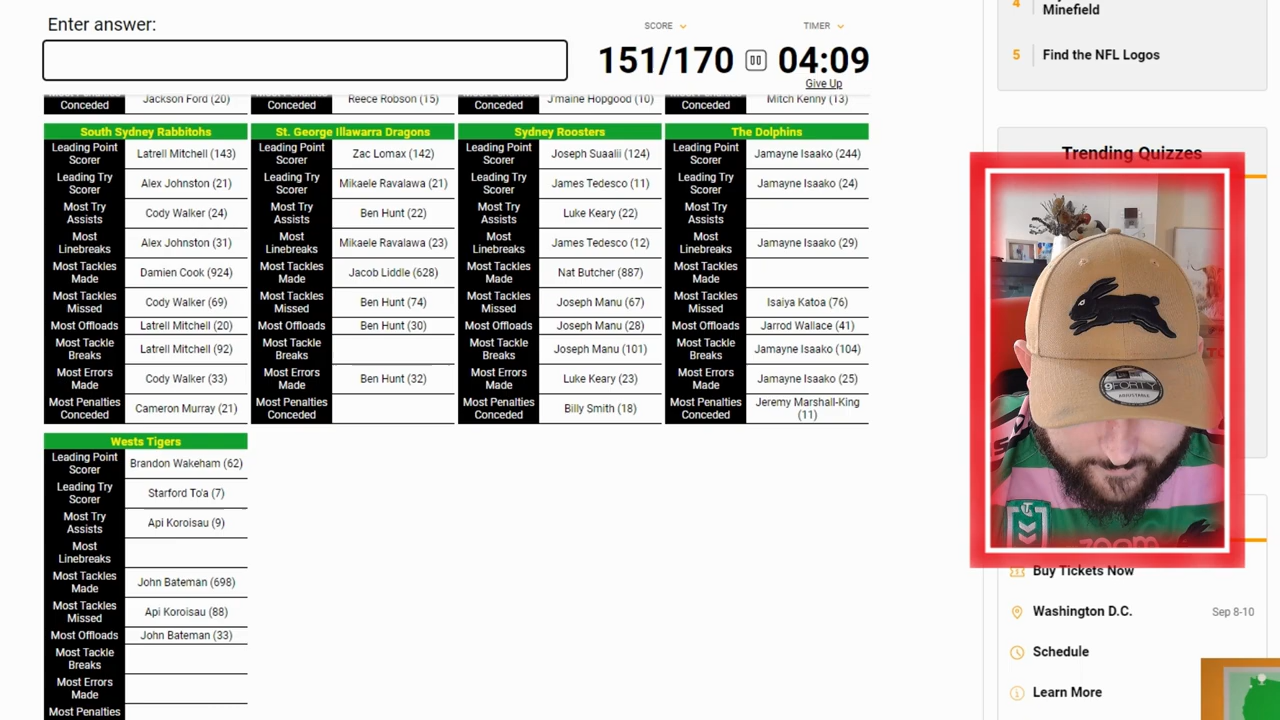 4
Minefield
5 Find the NFL Logos
Enter answer:
SCORE
TIMER
151/170
04:09
Give Up
Conceded Jackson Ford (20) Conceded Reece Robson (15) Conceded J'maine Hopgood (10) Conceded Mitch Kenny (13)
South Sydney Rabbitohs
Leading Point Scorer Latrell Mitchell (143)
Leading Try Scorer Alex Johnston (21)
Most Try Assists Cody Walker (24)
Most Linebreaks Alex Johnston (31)
Most Tackles Made Damien Cook (924)
Most Tackles Missed Cody Walker (69)
Most Offloads Latrell Mitchell (20)
Most Tackle Breaks Latrell Mitchell (92)
Most Errors Made Cody Walker (33)
Most Penalties Conceded Cameron Murray (21)
St. George Illawarra Dragons
Leading Point Scorer Zac Lomax (142)
Leading Try Scorer Mikaele Ravalawa (21)
Most Try Assists Ben Hunt (22)
Most Linebreaks Mikaele Ravalawa (23)
Most Tackles Made Jacob Liddle (628)
Most Tackles Missed Ben Hunt (74)
Most Offloads Ben Hunt (30)
Most Tackle Breaks
Most Errors Made Ben Hunt (32)
Most Penalties Conceded
Sydney Roosters
Leading Point Scorer Joseph Suaalii (124)
Leading Try Scorer James Tedesco (11)
Most Try Assists Luke Keary (22)
Most Linebreaks James Tedesco (12)
Most Tackles Made Nat Butcher (887)
Most Tackles Missed Joseph Manu (67)
Most Offloads Joseph Manu (28)
Most Tackle Breaks Joseph Manu (101)
Most Errors Made Luke Keary (23)
Most Penalties Conceded Billy Smith (18)
The Dolphins
Leading Point Scorer Jamayne Isaako (244)
Leading Try Scorer Jamayne Isaako (24)
Most Try Assists
Most Linebreaks Jamayne Isaako (29)
Most Tackles Made
Most Tackles Missed Isaiya Katoa (76)
Most Offloads Jarrod Wallace (41)
Most Tackle Breaks Jamayne Isaako (104)
Most Errors Made Jamayne Isaako (25)
Most Penalties Conceded Jeremy Marshall-King (11)
Wests Tigers
Leading Point Scorer Brandon Wakeham (62)
Leading Try Scorer Starford To'a (7)
Most Try Assists Api Koroisau (9)
Most Linebreaks
Most Tackles Made John Bateman (698)
Most Tackles Missed Api Koroisau (88)
Most Offloads John Bateman (33)
Most Tackle Breaks
Most Errors Made
Most Penalties
Trending Quizzes
9FORTY
ADJUSTABLE
zoom
Buy Tickets Now
Washington D.C. Sep 8-10
Schedule
Learn More